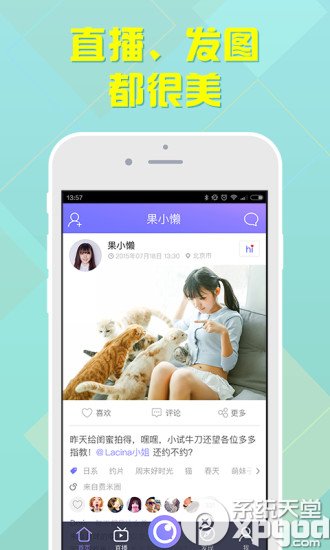 直播、发图
都很美
13:57
果小懒
果小懒
2015年07月18日 13:30 北京市
hi
喜欢
评论
更多
昨天给闺蜜拍得，嘿嘿，小试牛刀还望各位多多
指教！@Lacina小姐 还约不约？
日系 约片 周末好时光 猫 春天 萌妹
来自费米圈
直播
发现
我
系统天堂
xpgod
.com